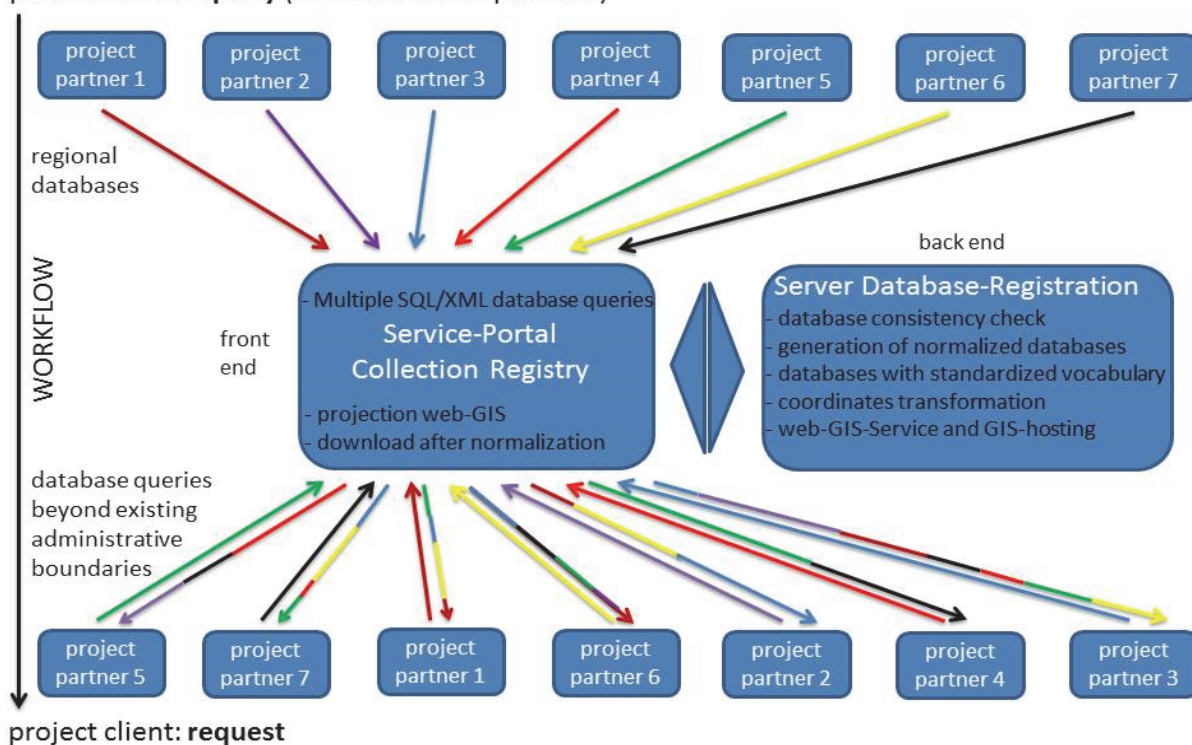 project
partner 1
project
partner 2
project
partner 3
project
partner 4
project
partner 5
project
partner 6
project
partner 7
regional
databases
WORKFLOW
back end
front
end
- Multiple SQL/XML database queries
Service-Portal
Collection Registry
- projection web-GIS
- download after normalization
Server Database-Registration
- database consistency check
- generation of normalized databases
- databases with standardized vocabulary
- coordinates transformation
- web-GIS-Service and GIS-hosting
database queries
beyond existing
administrative
boundaries
project
partner 5
project
partner 7
project
partner 1
project
partner 6
project
partner 2
project
partner 4
project
partner 3
project client: request